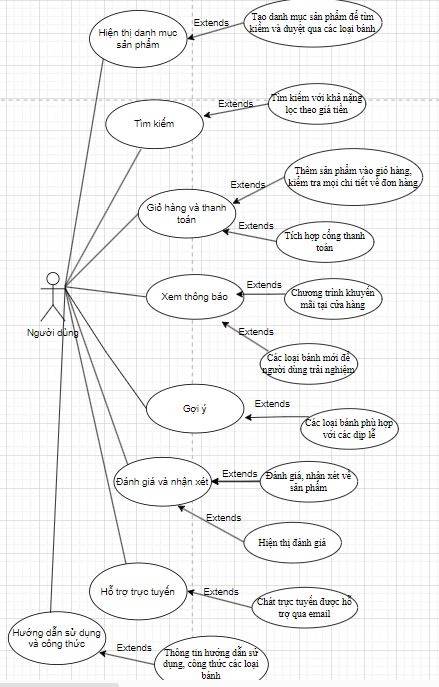 Hiện thị danh mục
sản phẩm
Extends
Tạo danh mục sản phẩm để tìm
kiếm và duyệt qua các loại bánh
Tìm kiếm
Extends
Tìm kiếm với khả năng
lọc theo giá tiền
Giỏ hàng và thanh
toán
Extends
Thêm sản phẩm vào giỏ hàng,
kiểm tra mọi chi tiết về đơn hàng
Extends
Tích hợp cổng thanh
toán
Người dùng
Xem thông báo
Extends
Chương trình khuyến
mãi tại cửa hàng
Extends
Các loại bánh mới để
người dùng trải nghiệm
Gợi ý
Extends
Các loại bánh phù hợp
với các dịp lễ
Đánh giá và nhận xét
Extends
Đánh giá, nhận xét về
sản phẩm
Extends
Hiện thị đánh giá
Hỗ trợ trực tuyến
Extends
Chát trực tuyến được hỗ
trợ qua email
Hướng dẫn sử dụng
và công thức
Extends
Thông tin hướng dẫn sử
dụng, công thức các loại
bánh